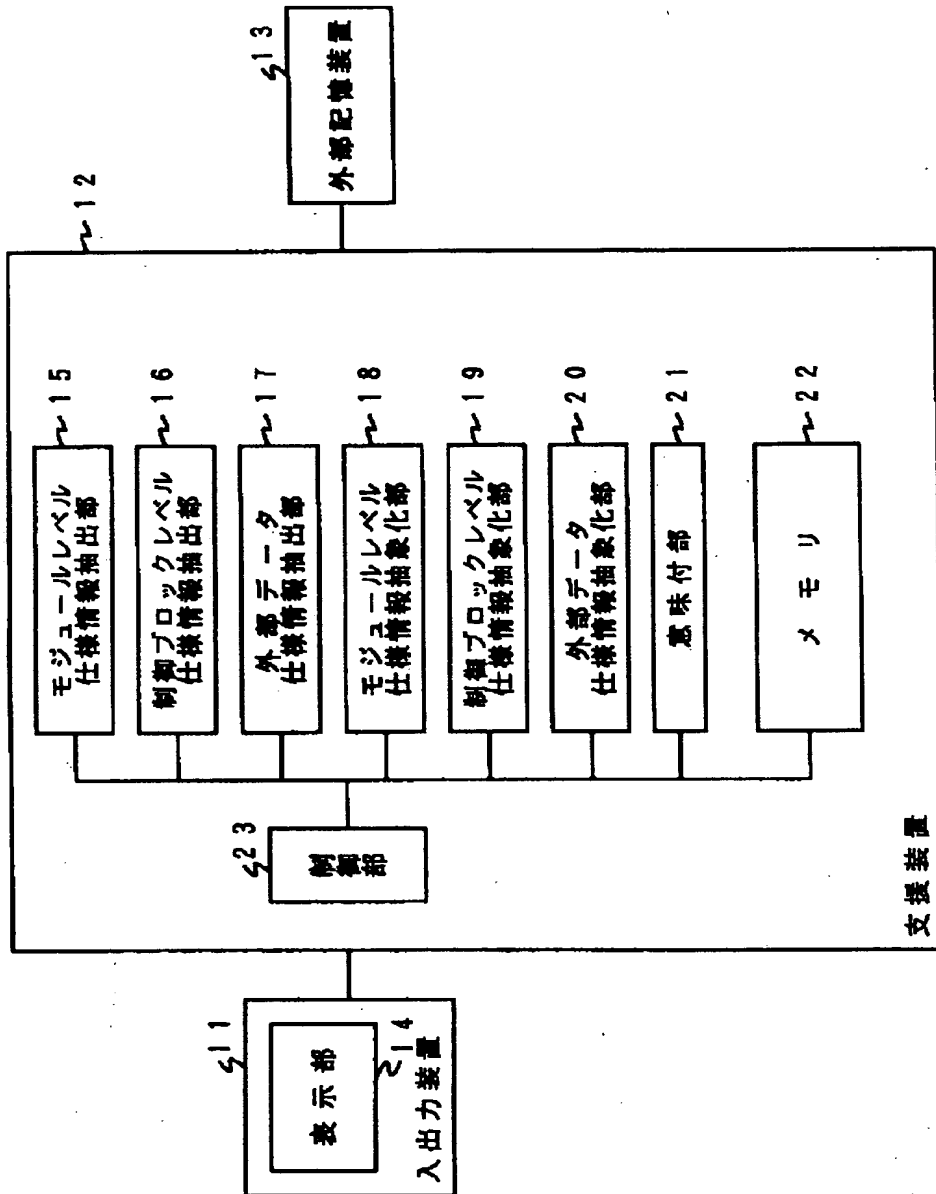 11
表示部
14
入出力装置
12
23
制御部
モジュールレベル
仕様情報抽出部
15
制御ブロックレベル
仕様情報抽出部
16
外部データ
仕様情報抽出部
17
モジュールレベル
仕様情報抽象化部
18
制御ブロックレベル
仕様情報抽象化部
19
外部データ
仕様情報抽象化部
20
意味付部
21
メモリ
22
支援装置
13
外部記憶装置